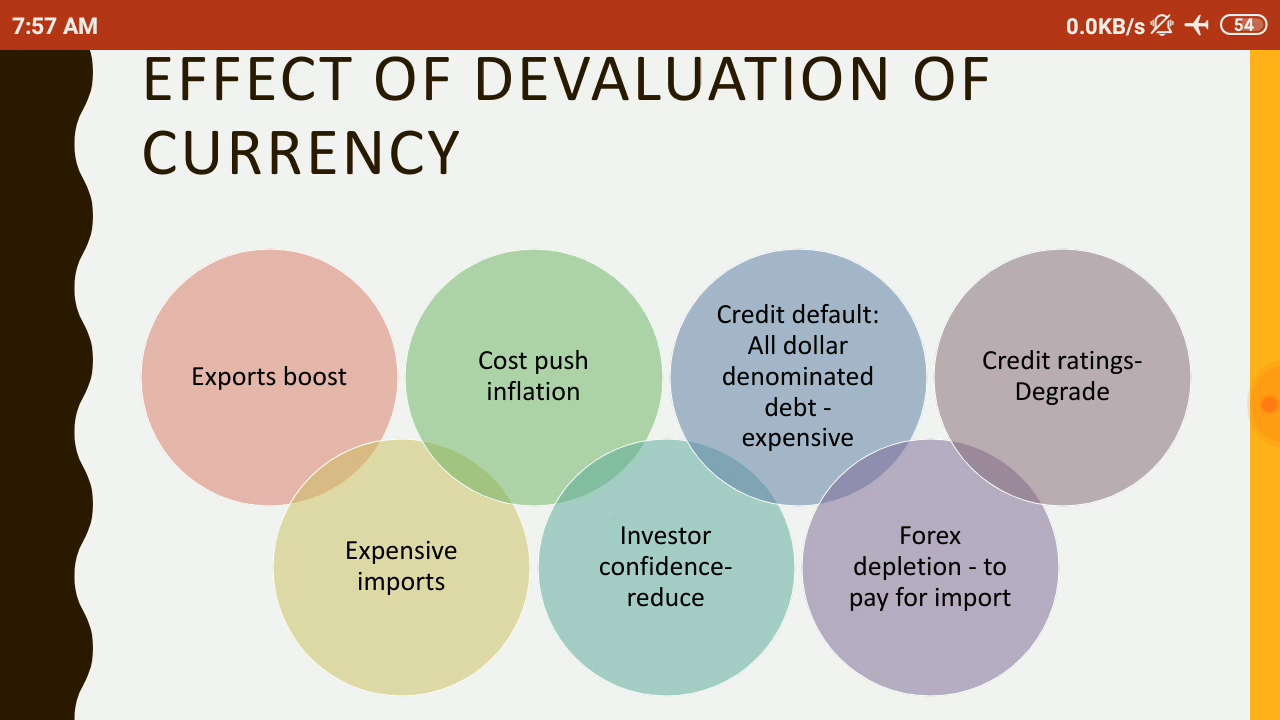 7:57 AM
0.0KB/s
54
EFFECT OF DEVALUATION OF
CURRENCY
Exports boost
Expensive
imports
Cost push
inflation
Investor
confidence-
reduce
Credit default:
All dollar
denominated
debt -
expensive
Forex
depletion - to
pay for import
Credit ratings-
Degrade